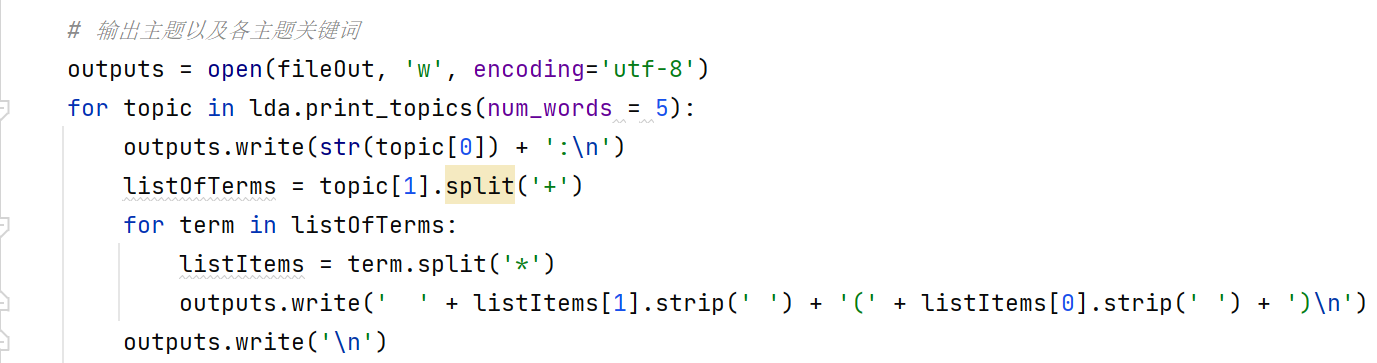 # 输出主题以及各主题关键词
outputs = open(fileOut, 'w', encoding='utf-8')
for topic in lda.print_topics(num_words = 5):
    outputs.write(str(topic[0]) + ':\n')
    listOfTerms = topic[1].split('+')
    for term in listOfTerms:
        listItems = term.split('*')
        outputs.write('  ' + listItems[1].strip(' ') + '(' + listItems[0].strip(' ') + ')\n')
    outputs.write('\n')